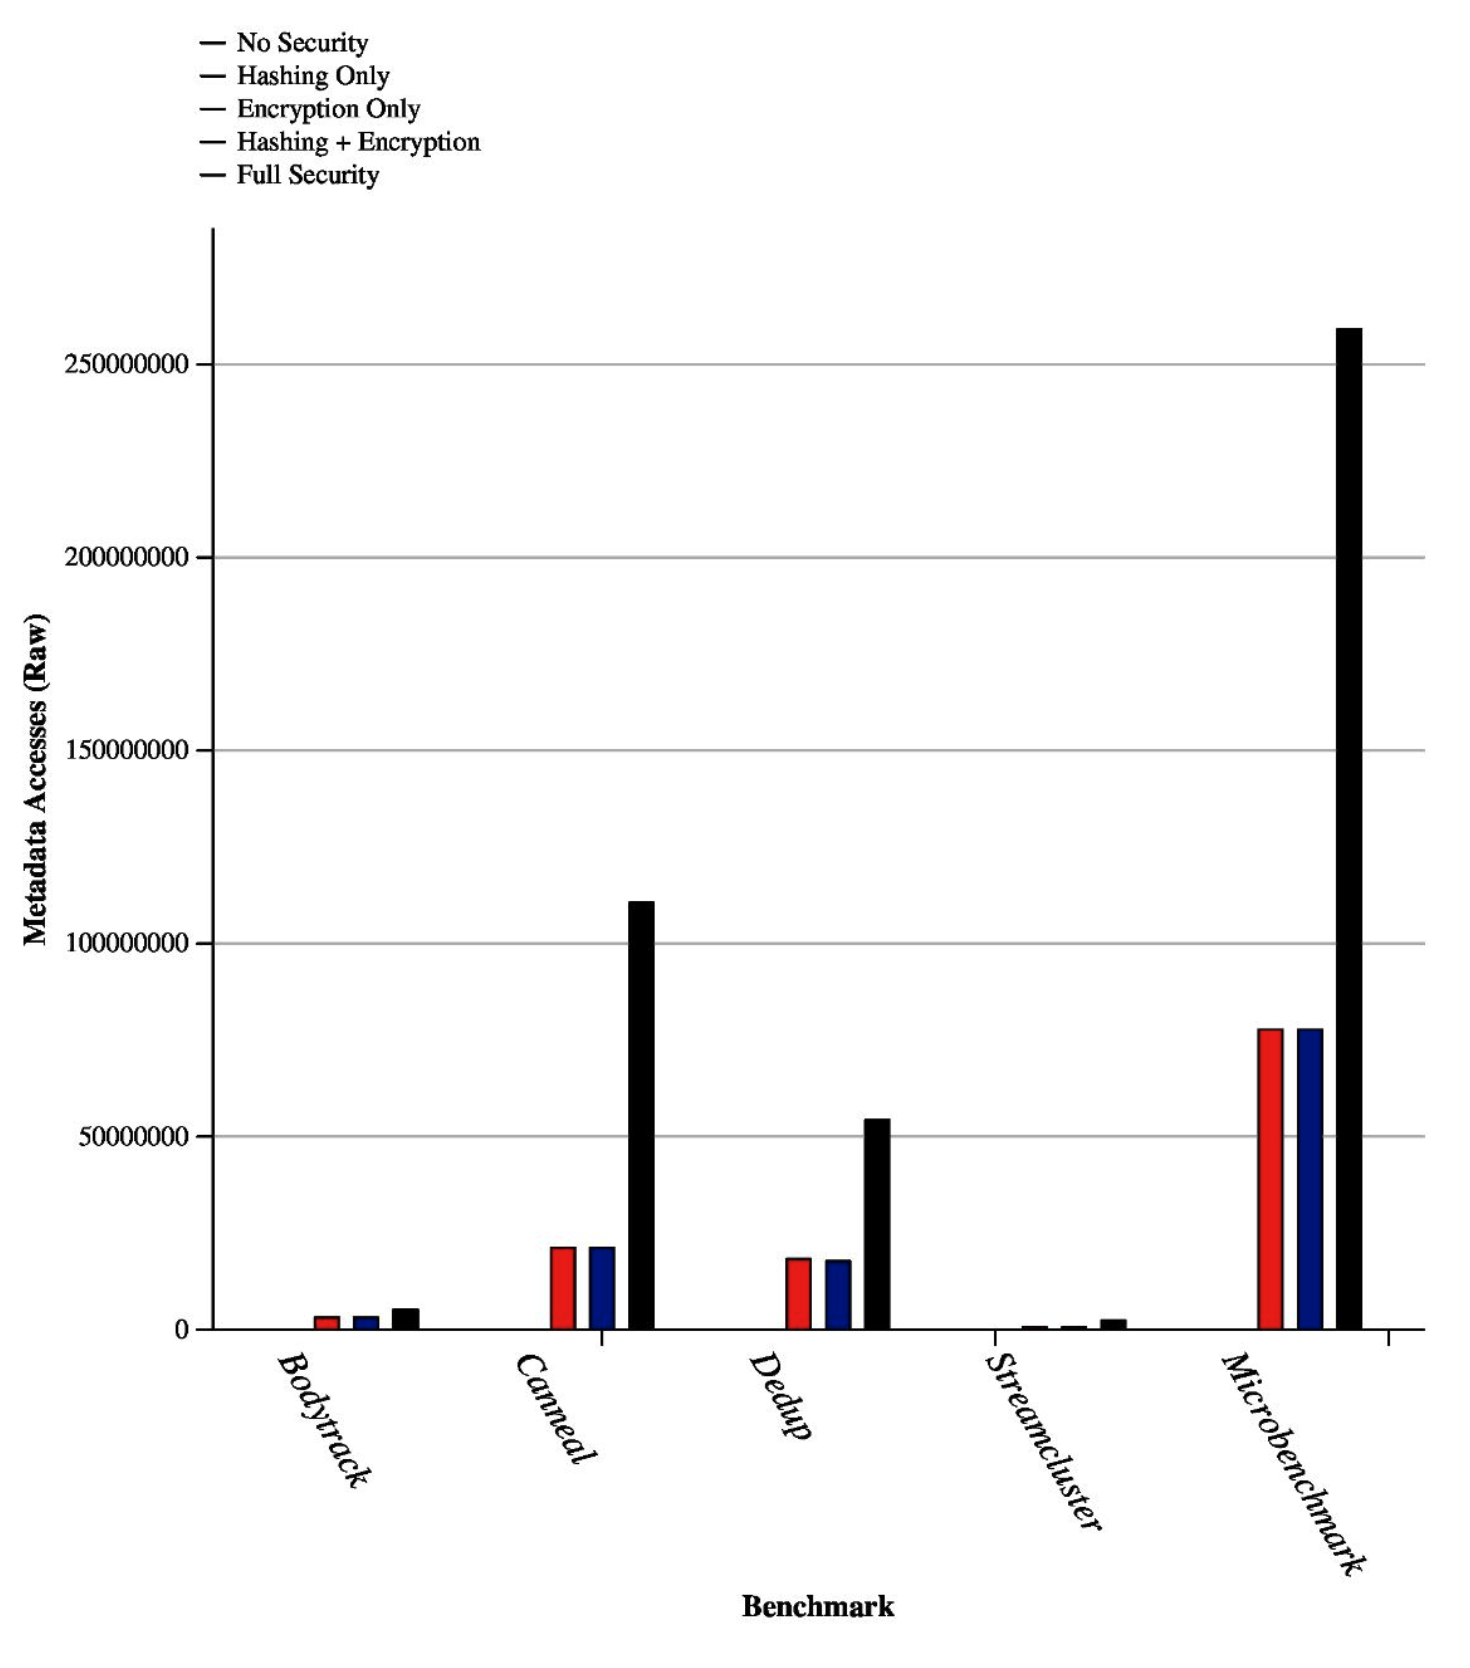 No Security
Hashing Only
Encryption Only
Hashing + Encryption
Full Security
250000000
200000000
150000000
100000000
50000000
0
Metadata Accesses (Raw)
Bodytrack
Canneal
Dedup
Streamcluster
Microbenchmark
Benchmark